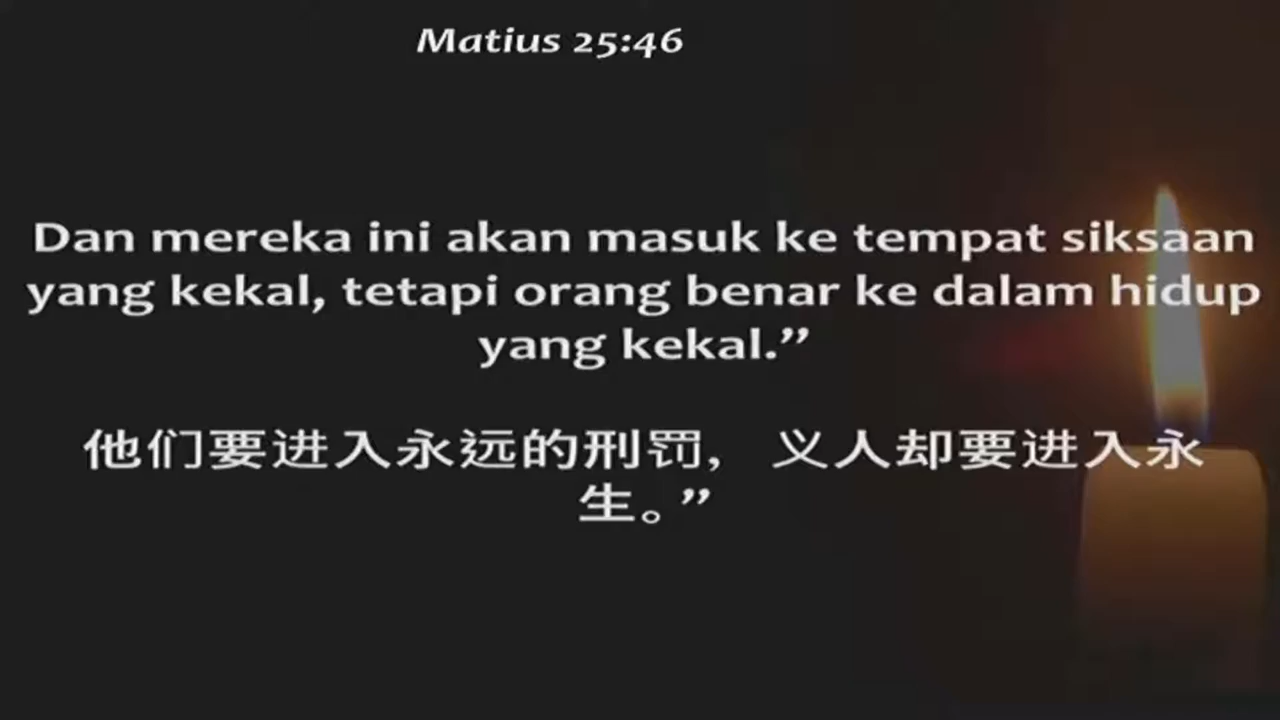 Matius 25:46
Dan mereka ini akan masuk ke tempat siksaan
yang kekal, tetapi orang benar ke dalam hidup
yang kekal.”
他们要进入永远的刑罚， 义人却要进入永
生。”